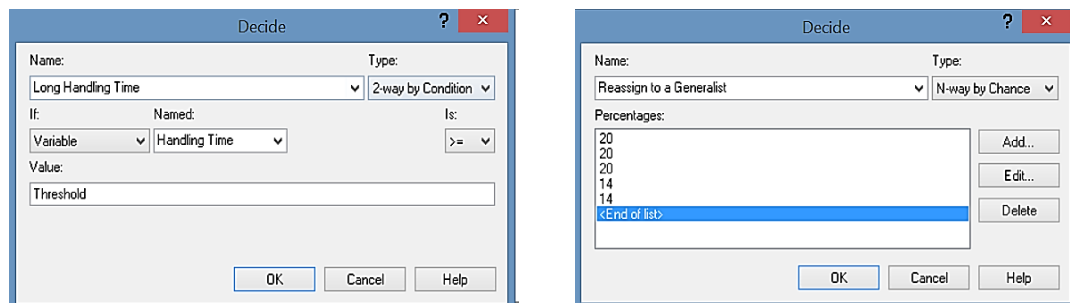 Decide
? ×
Name:
Type:
Long Handling Time
2-way by Condition
If:
Named:
Is:
Variable
Handling Time
>=
Value:
Threshold
OK
Cancel
Help
Decide
? ×
Name:
Type:
Reassign to a Generalist
N-way by Chance
Percentages:
20
20
20
14
14
<End of list>
Add...
Edit...
Delete
OK
Cancel
Help